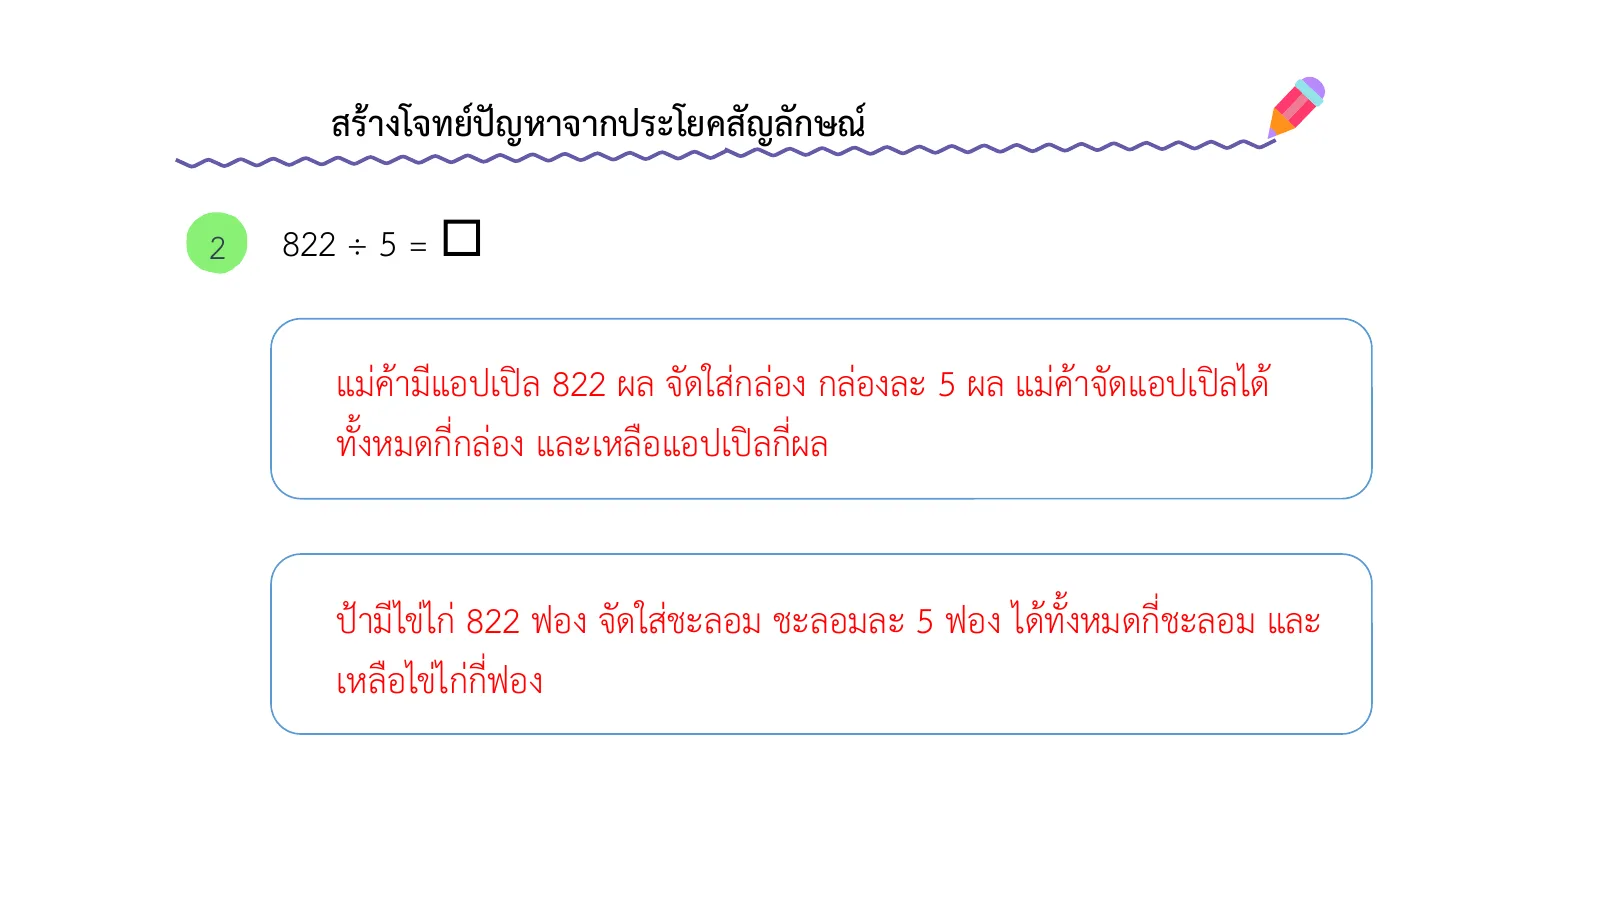 สร้างโจทย์ปัญหาจากประโยคสัญลักษณ์
2 822 ÷ 5 = □
แม่ค้ามีแอปเปิล 822 ผล จัดใส่กล่อง กล่องละ 5 ผล แม่ค้าจัดแอปเปิลได้
ทั้งหมดกี่กล่อง และเหลือแอปเปิลกี่ผล
ป้ามีไข่ไก่ 822 ฟอง จัดใส่ชะลอม ชะลอมละ 5 ฟอง ได้ทั้งหมดกี่ชะลอม และ
เหลือไข่ไก่กี่ฟอง